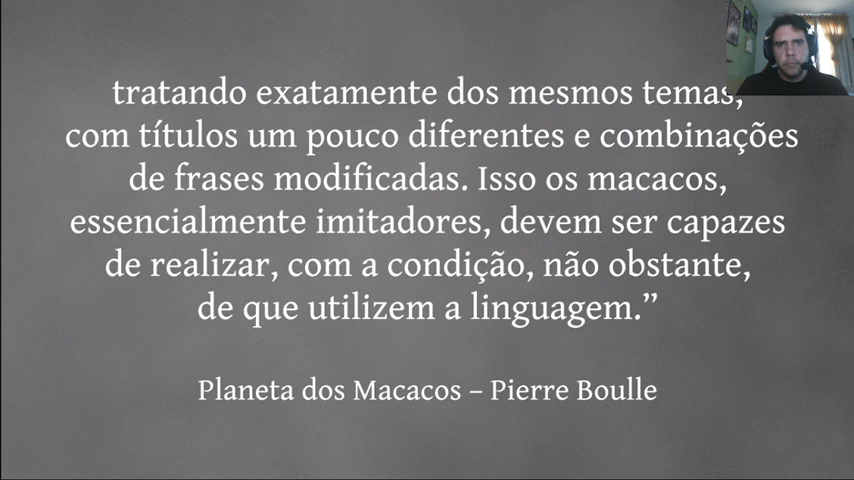 tratando exatamente dos mesmos temas,
com títulos um pouco diferentes e combinações
de frases modificadas. Isso os macacos,
essencialmente imitadores, devem ser capazes
de realizar, com a condição, não obstante,
de que utilizem a linguagem.”
Planeta dos Macacos – Pierre Boulle